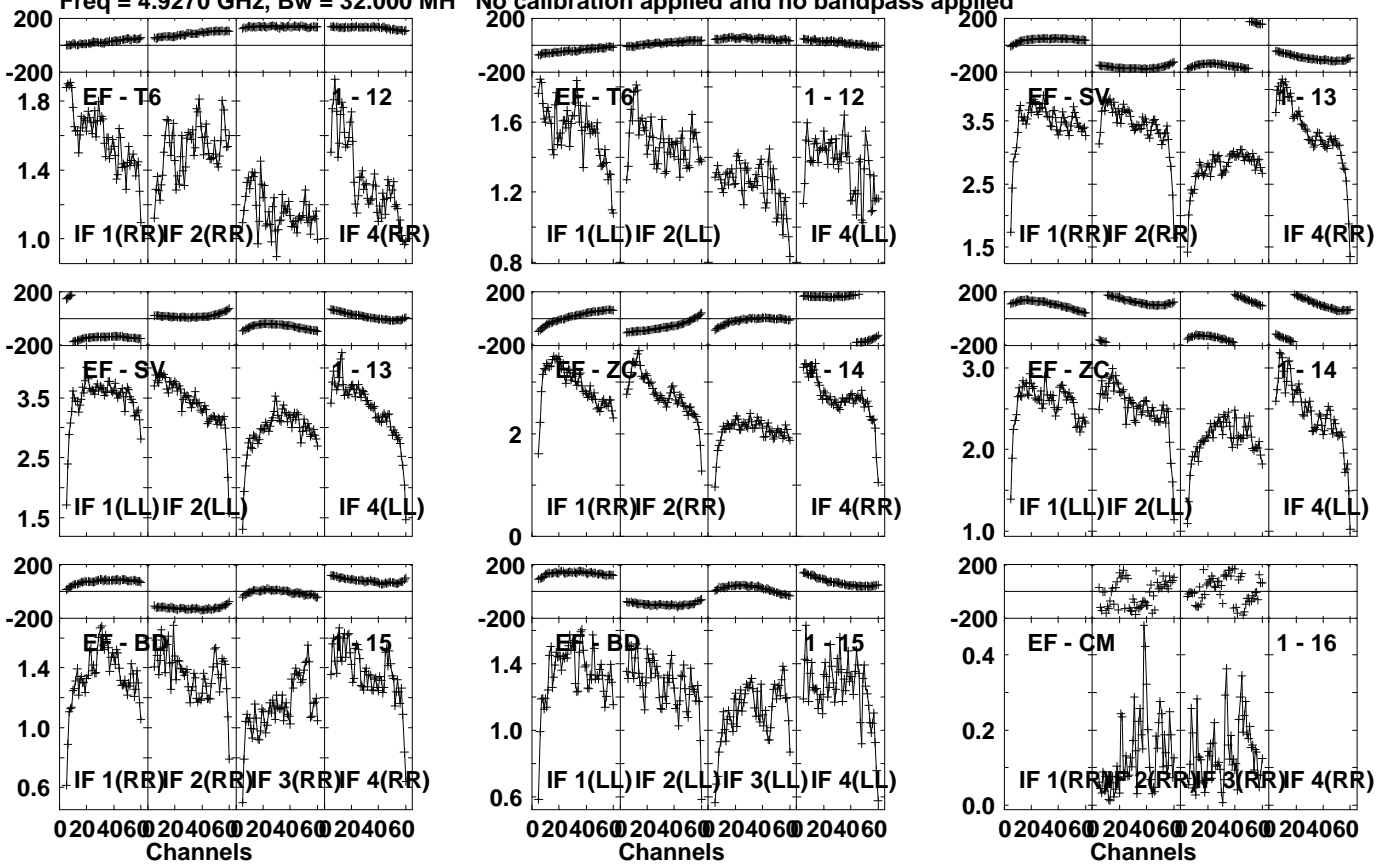 Freq = 4.9270 GHz, Bw = 32.000 MH No calibration applied and no bandpass applied
200
-200
EF - T6 1 - 12
1.8
1.4
1.0
IF 1(RR) IF 2(RR) IF 4(RR)
EF - T6 1 - 12
1.6
1.2
0.8
IF 1(LL) IF 2(LL) IF 4(LL)
200
-200
EF - SV 1 - 13
3.5
2.5
1.5
IF 1(RR) IF 2(RR) IF 4(RR)
200
-200
EF - SV 1 - 13
3.5
2.5
1.5
IF 1(LL) IF 2(LL) IF 4(LL)
200
-200
EF - ZC 1 - 14
2
0
IF 1(RR) IF 2(RR) IF 4(RR)
200
-200
EF - ZC 1 - 14
3.0
2.0
1.0
IF 1(LL) IF 2(LL) IF 4(LL)
200
-200
EF - BD 1 - 15
1.4
1.0
0.6
IF 1(RR) IF 2(RR) IF 3(RR) IF 4(RR)
0 20 40 60 0 20 40 60 0 20 40 60 0 20 40 60
Channels
200
-200
EF - BD 1 - 15
1.4
1.0
0.6
IF 1(LL) IF 2(LL) IF 3(LL) IF 4(LL)
0 20 40 60 0 20 40 60 0 20 40 60 0 20 40 60
Channels
200
-200
EF - CM 1 - 16
0.4
0.2
0.0
IF 1(RR) IF 2(RR) IF 3(RR) IF 4(RR)
0 20 40 60 0 20 40 60 0 20 40 60 0 20 40 60
Channels